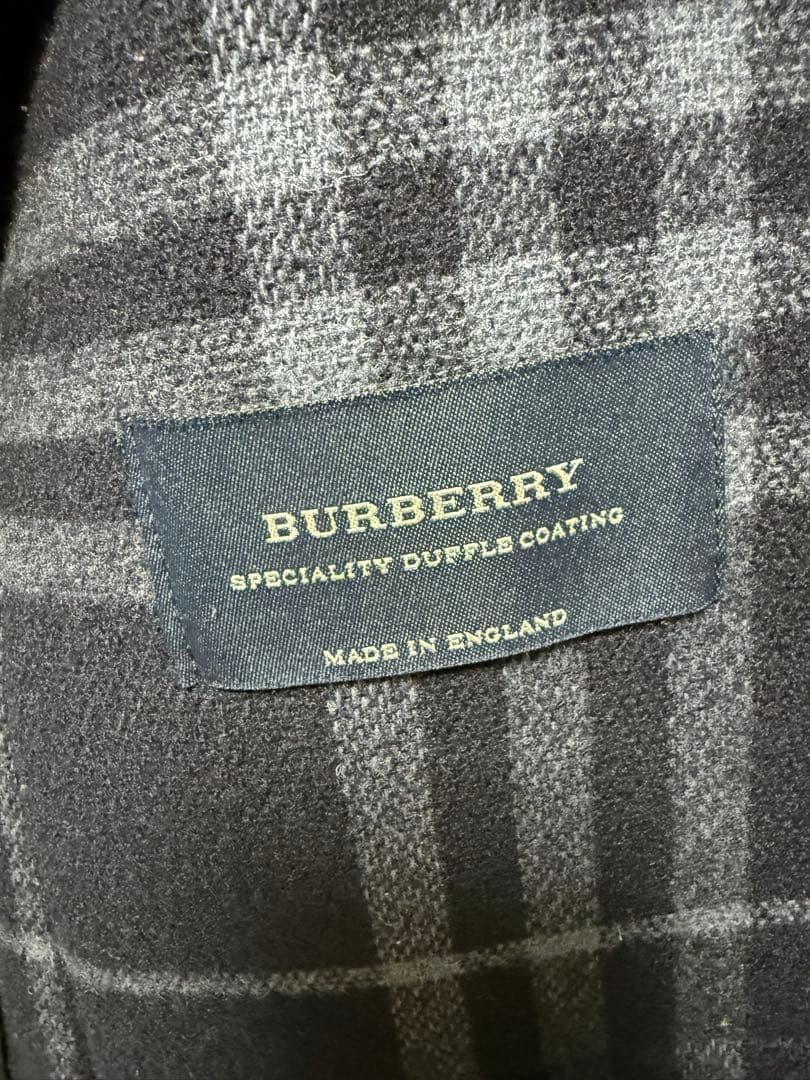 BURBERRY
SPECIALITY DUFFLE COATING
MADE IN ENGLAND